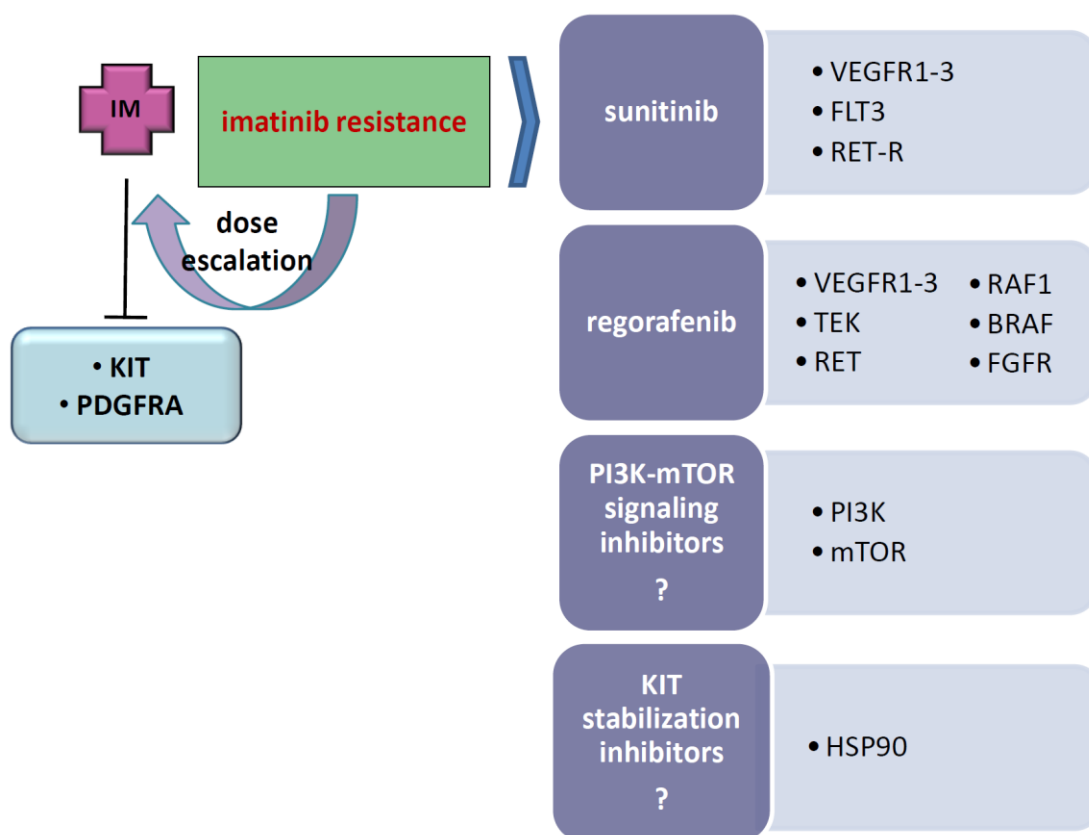 IM
imatinib resistance
dose
escalation
• KIT
• PDGFRA
sunitinib
• VEGFR1-3
• FLT3
• RET-R
regorafenib
• VEGFR1-3
• TEK
• RET
• RAF1
• BRAF
• FGFR
PI3K-mTOR
signaling
inhibitors
?
• PI3K
• mTOR
KIT
stabilization
inhibitors
?
• HSP90